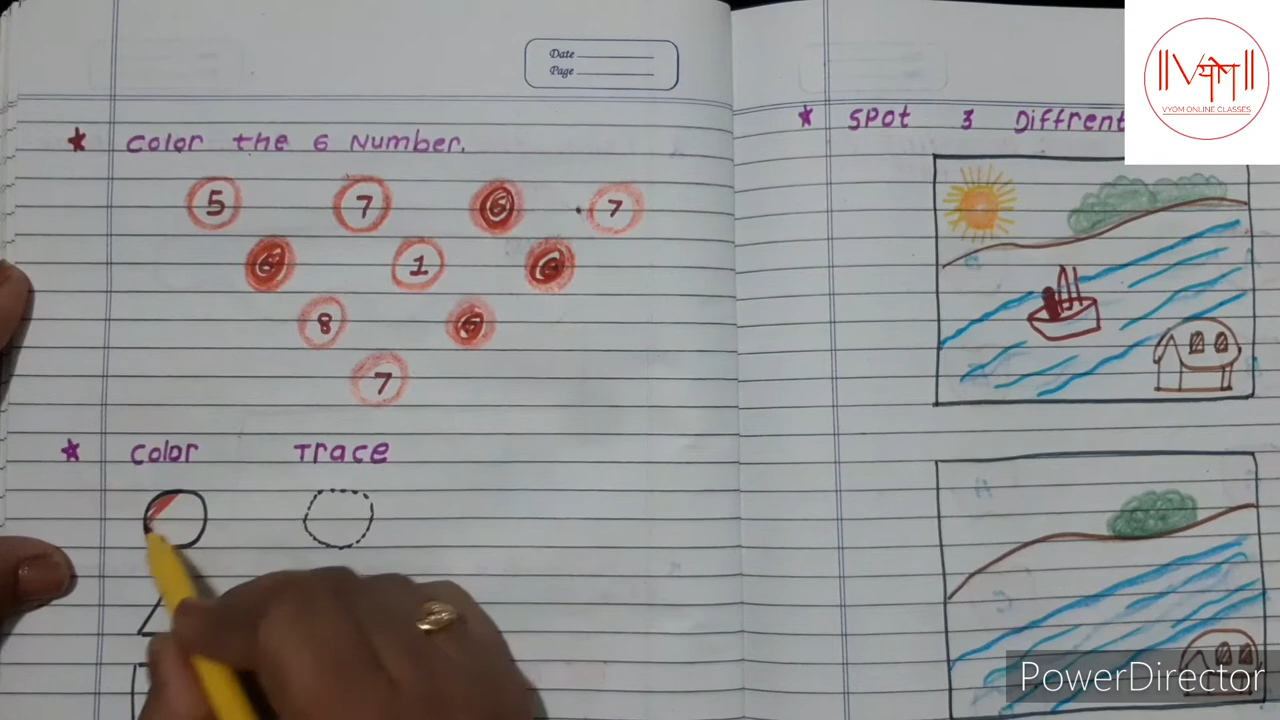 Date
Page
Color the 6 Number.
5 7 6 7
6 1 6
8 6
7
Color Trace
||Vयोम||
VYOM ONLINE CLASSES
SPot 3 Diffrent
PowerDirector